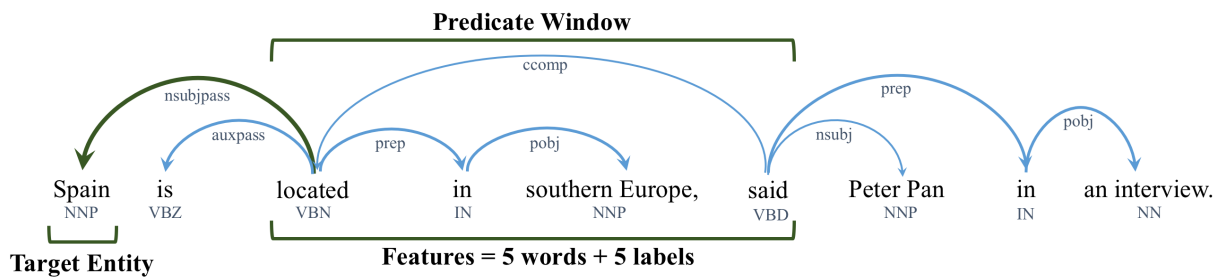 Predicate Window
ccomp
nsubjpass
prep
auxpass
prep
pobj
nsubj
pobj
Spain is located in southern Europe, said Peter Pan in an interview.
NNP VBZ VBN IN NNP VBD NNP IN NN
Target Entity
Features = 5 words + 5 labels